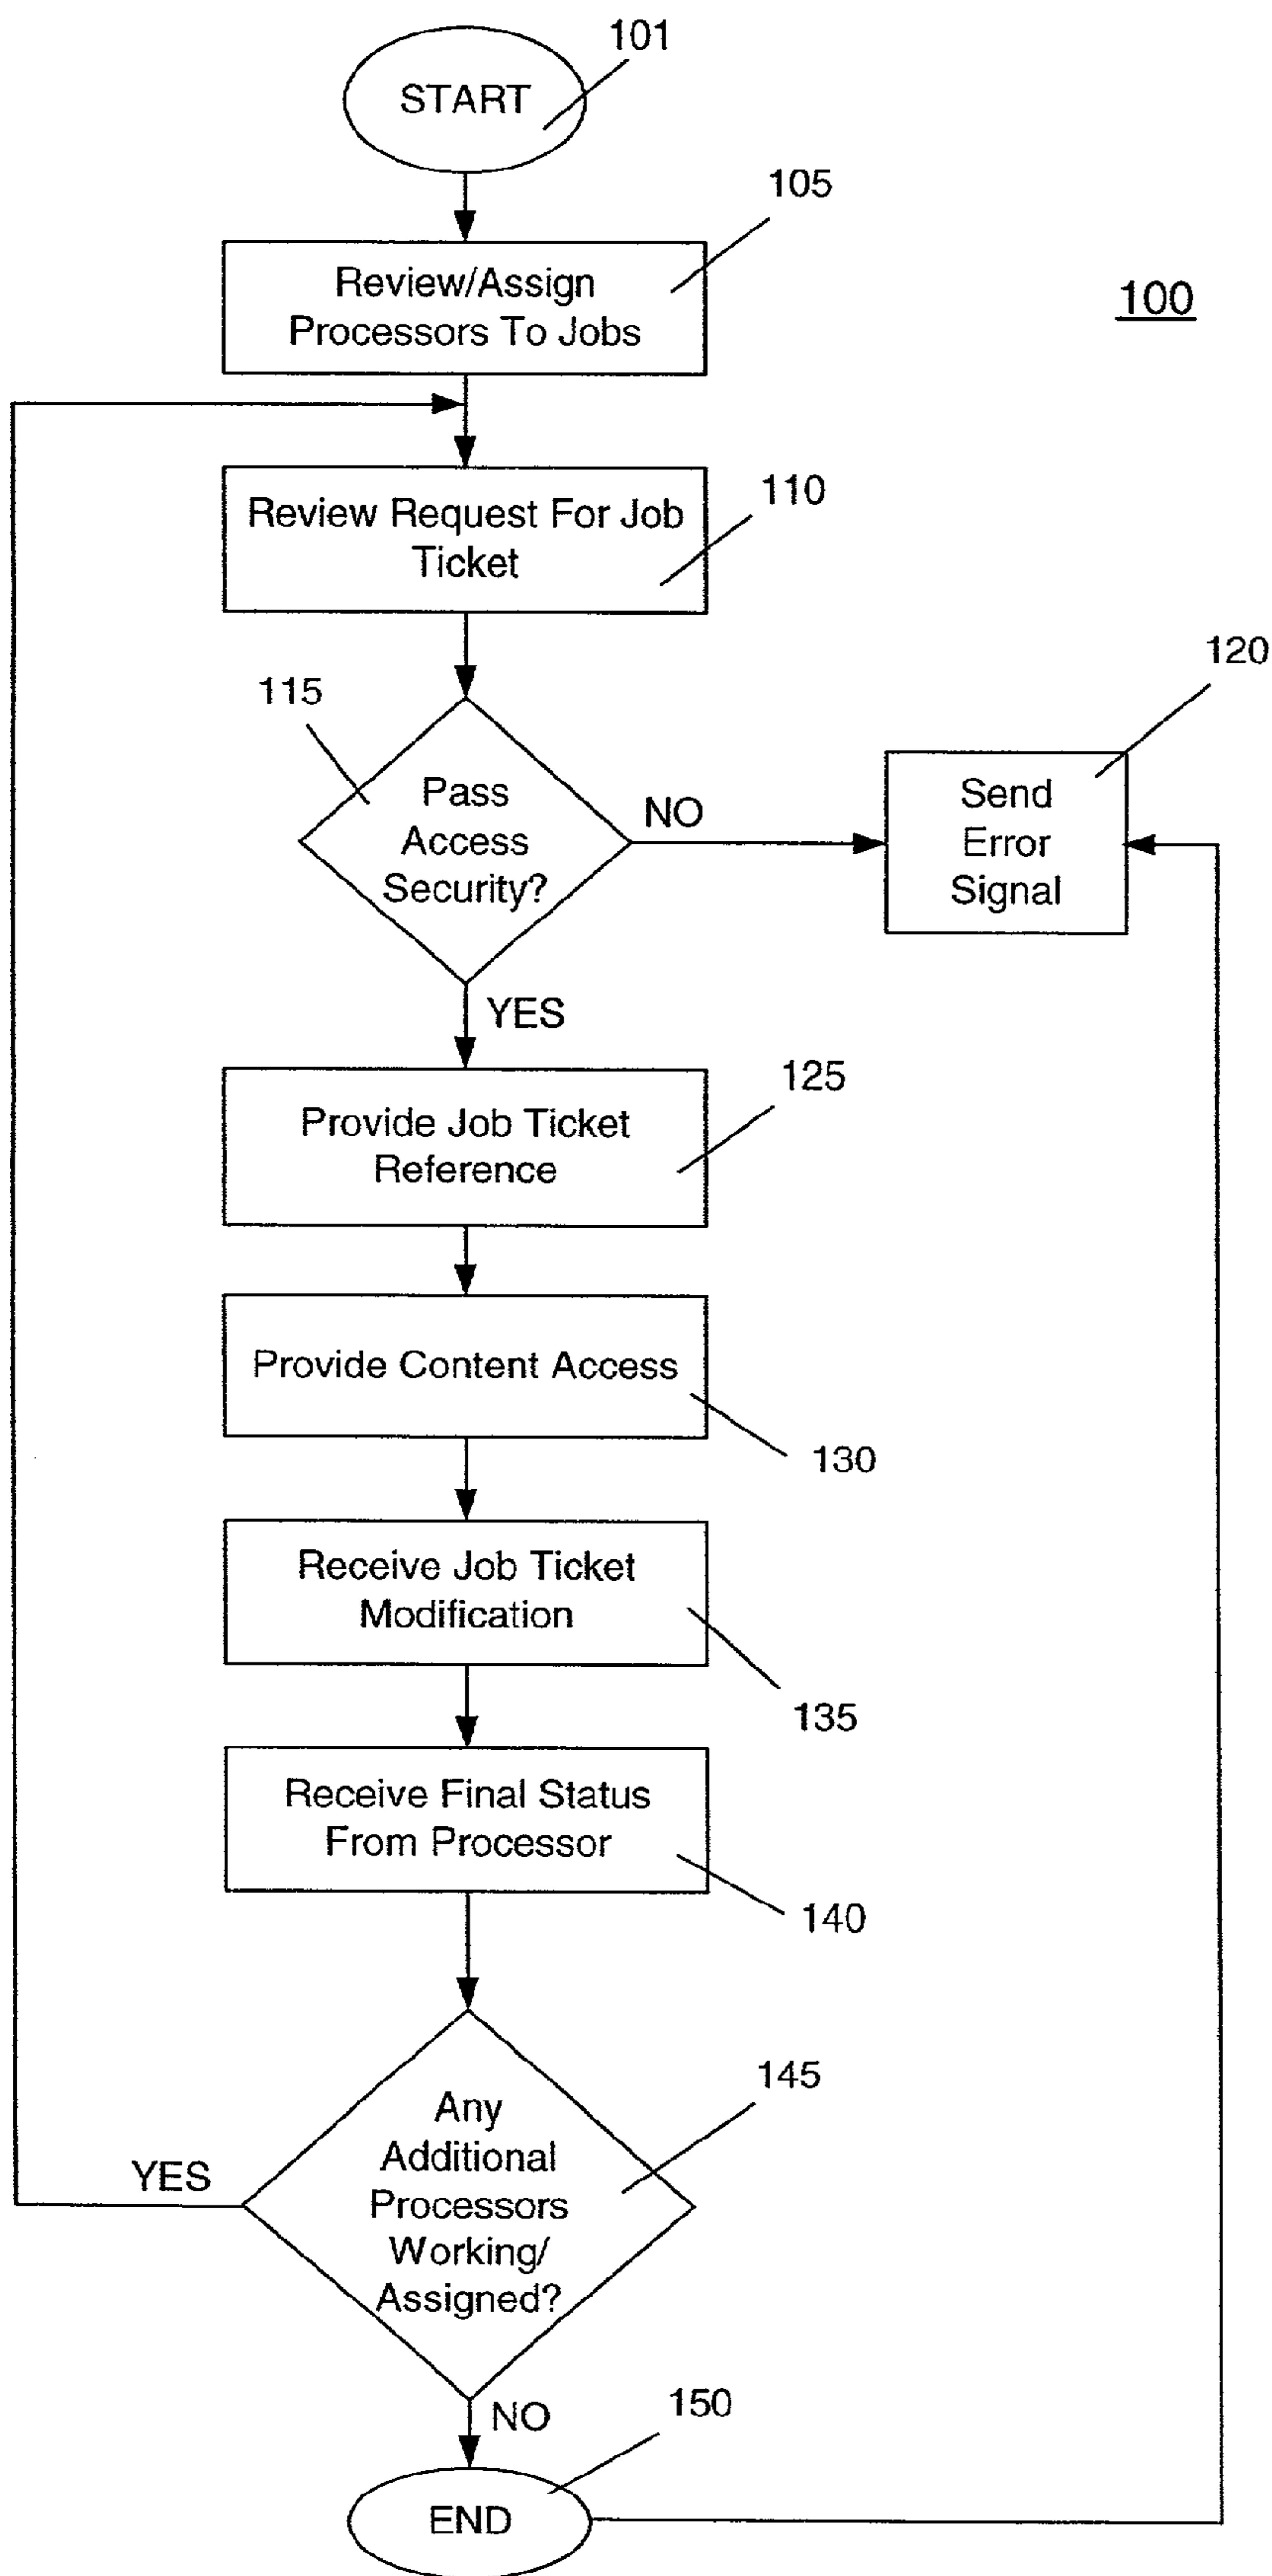 101
START
105
Review/Assign
Processors To Jobs
100
Review Request For Job
Ticket
110
115
Pass
Access
Security?
NO
120
Send
Error
Signal
YES
125
Provide Job Ticket
Reference
Provide Content Access
130
Receive Job Ticket
Modification
135
Receive Final Status
From Processor
140
145
Any
Additional
Processors
Working/
Assigned?
YES
NO
150
END